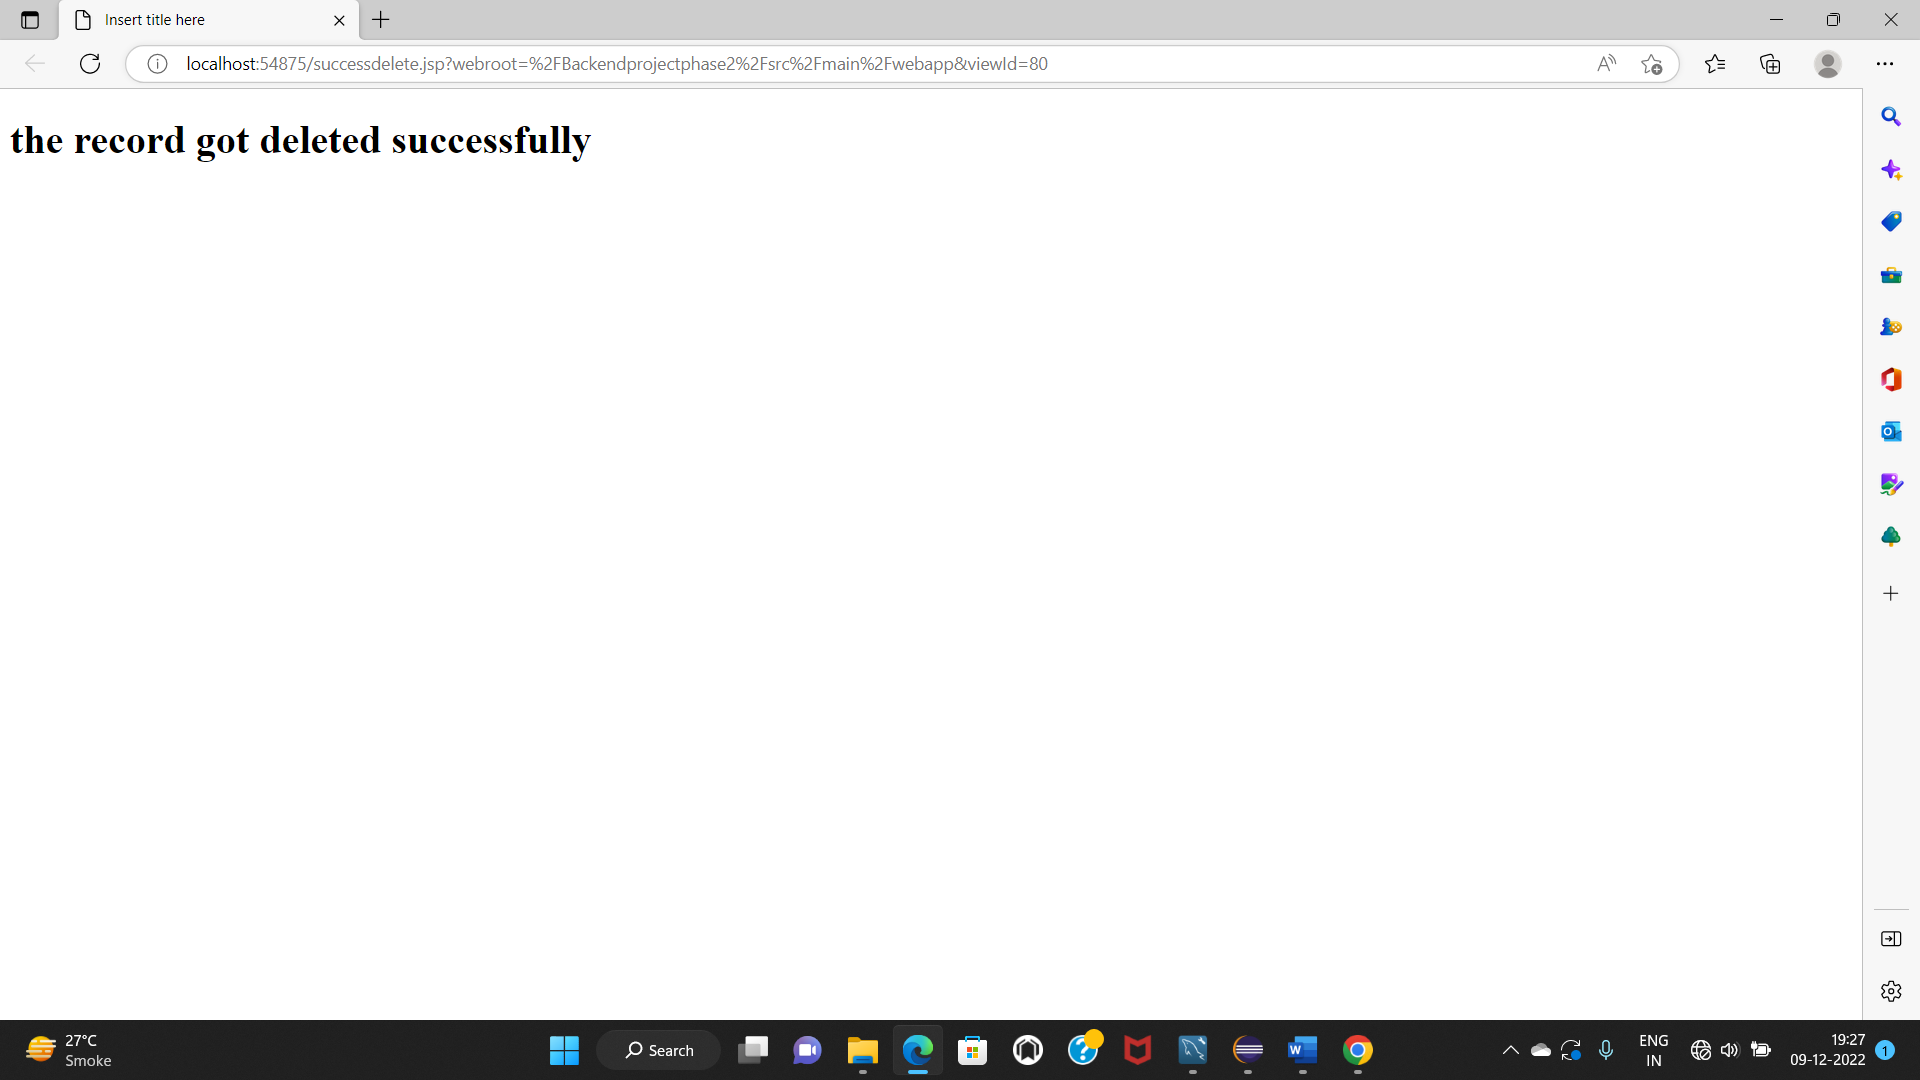 Insert title here
localhost:54875/successdelete.jsp?webroot=%2FBackendprojectphase2%2Fsrc%2Fmain%2Fwebapp&viewId=80
the record got deleted successfully
27°C
Smoke
Search
ENG
IN
19:27
09-12-2022
1